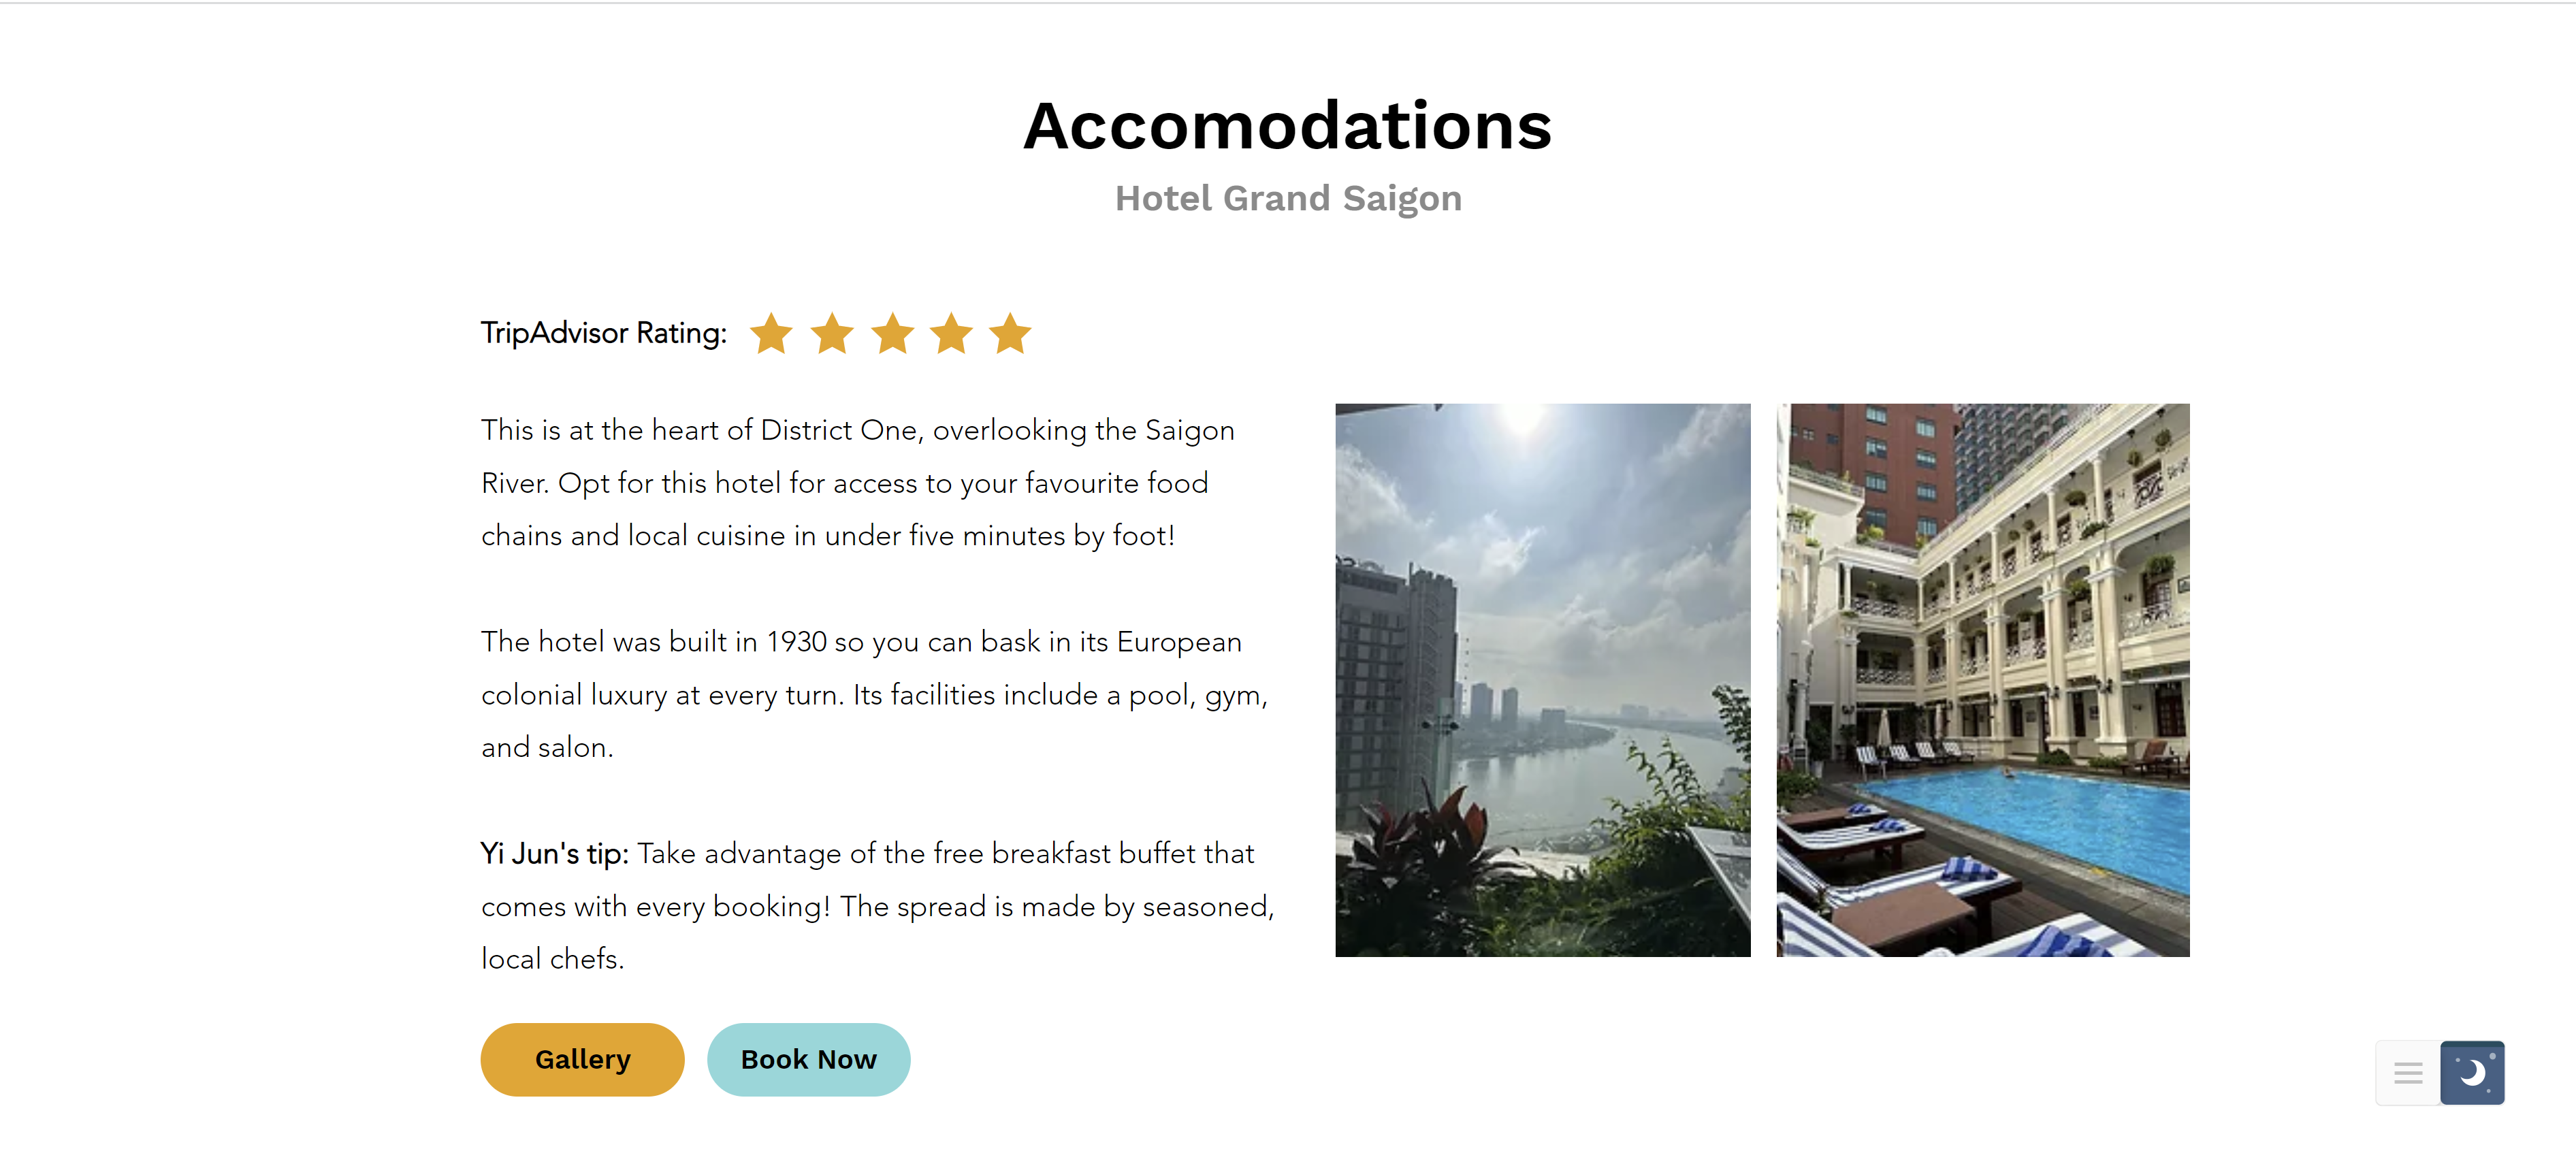 Accomodations
Hotel Grand Saigon
TripAdvisor Rating:
This is at the heart of District One, overlooking the Saigon
River. Opt for this hotel for access to your favourite food
chains and local cuisine in under five minutes by foot!
The hotel was built in 1930 so you can bask in its European
colonial luxury at every turn. Its facilities include a pool, gym,
and salon.
Yi Jun's tip: Take advantage of the free breakfast buffet that
comes with every booking! The spread is made by seasoned,
local chefs.
Gallery
Book Now